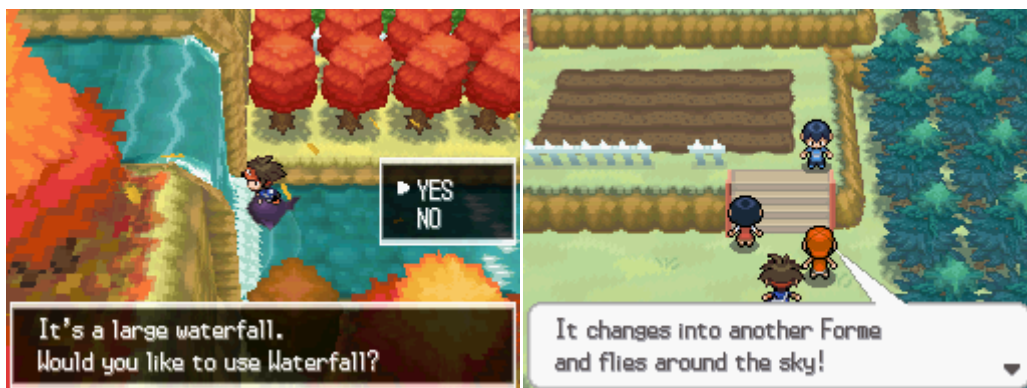 YES
NO
It's a large waterfall.
Would you like to use Waterfall?
It changes into another Forme
and flies around the sky!